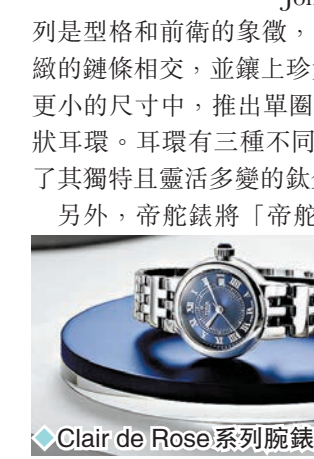 Jon
列是型格和前衛的象徵，
緻的鏈條相交，並鑲上珍
更小的尺寸中，推出單圈
狀耳環。耳環有三種不同
了其獨特且靈活多變的鈦
另外，帝舵錶將「帝舵
◆Clair de Rose系列腕錶